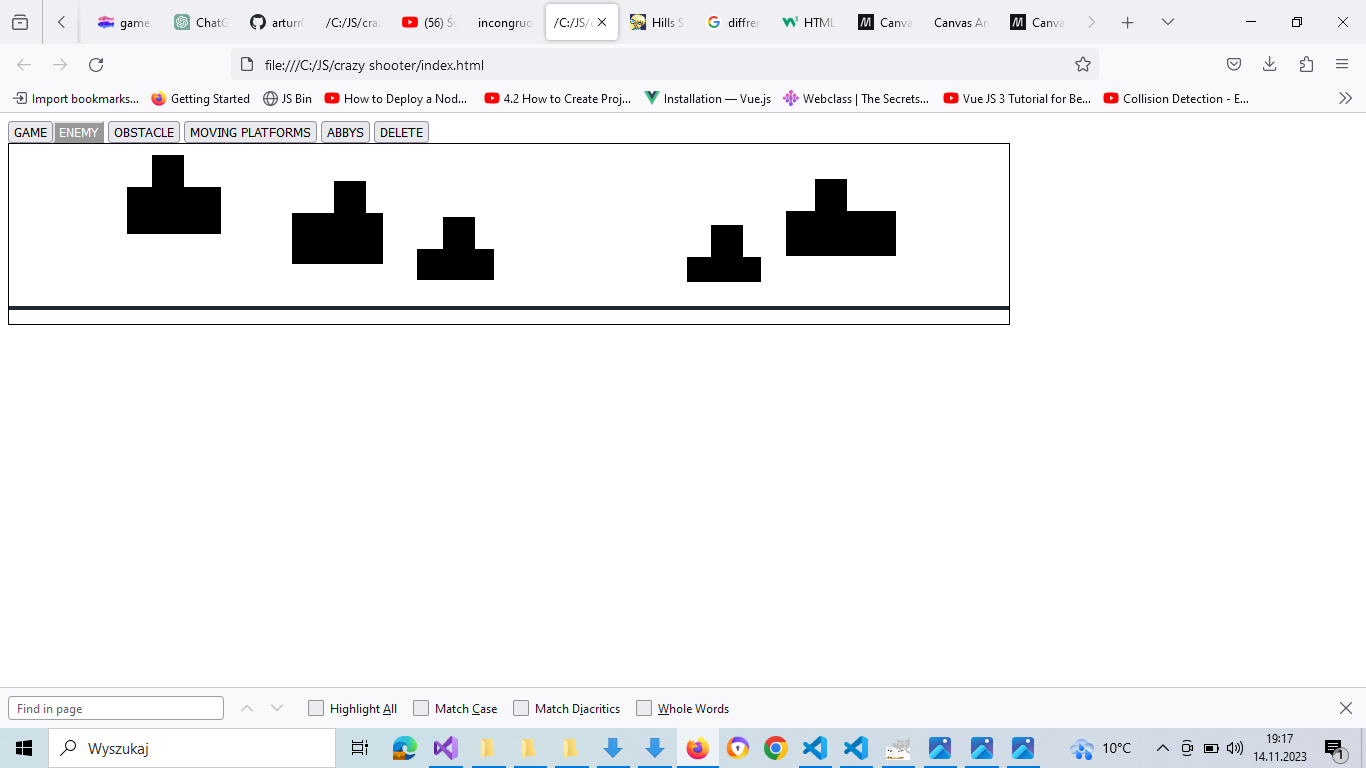 game
ChatG
arturr
/C:/JS/cra
(56) S
incongruo
/C:/JS/c
Hills S
diffrer
HTML
Canva
Canvas An
Canva
file:///C:/JS/crazy shooter/index.html
Import bookmarks...
Getting Started
JS Bin
How to Deploy a Nod...
4.2 How to Create Proj...
Installation — Vue.js
Webclass | The Secrets...
Vue JS 3 Tutorial for Be...
Collision Detection - E...
GAME ENEMY OBSTACLE MOVING PLATFORMS ABBYS DELETE
Find in page
Highlight All
Match Case
Match Diacritics
Whole Words
Wyszukaj
10°C
19:17
14.11.2023
1